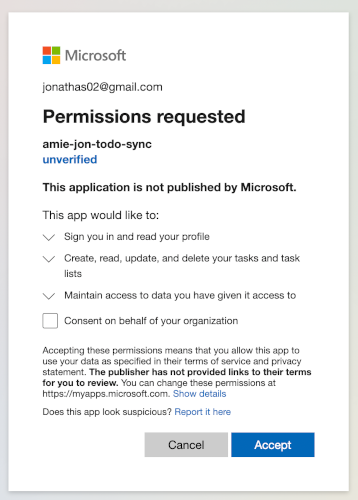 Microsoft
jonathas02@gmail.com
Permissions requested
amie-jon-todo-sync
unverified
This application is not published by Microsoft.
This app would like to:
Sign you in and read your profile
Create, read, update, and delete your tasks and task
lists
Maintain access to data you have given it access to
Consent on behalf of your organization
Accepting these permissions means that you allow this app to
use your data as specified in their terms of service and privacy
statement. The publisher has not provided links to their terms
for you to review. You can change these permissions at
https://myapps.microsoft.com. Show details
Does this app look suspicious? Report it here
Cancel
Accept